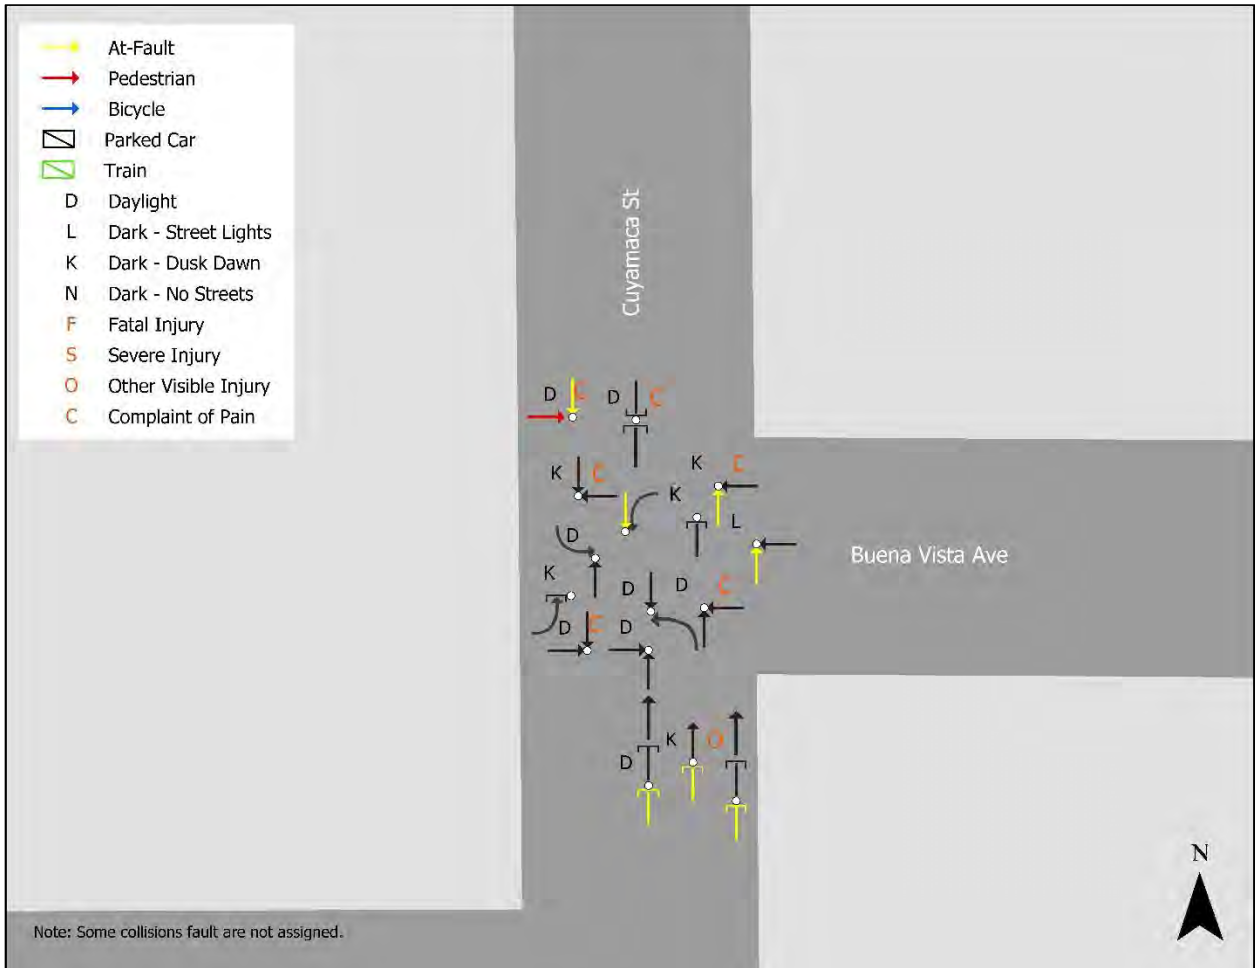 At-Fault
Pedestrian
Bicycle
Parked Car
Train
D Daylight
L Dark - Street Lights
K Dark - Dusk Dawn
N Dark - No Streets
F Fatal Injury
S Severe Injury
O Other Visible Injury
C Complaint of Pain
Cuyamaca St
D C D C
K C K C
K
L
D
Buena Vista Ave
K
D D C
D C D
K O
D
N
Note: Some collisions fault are not assigned.